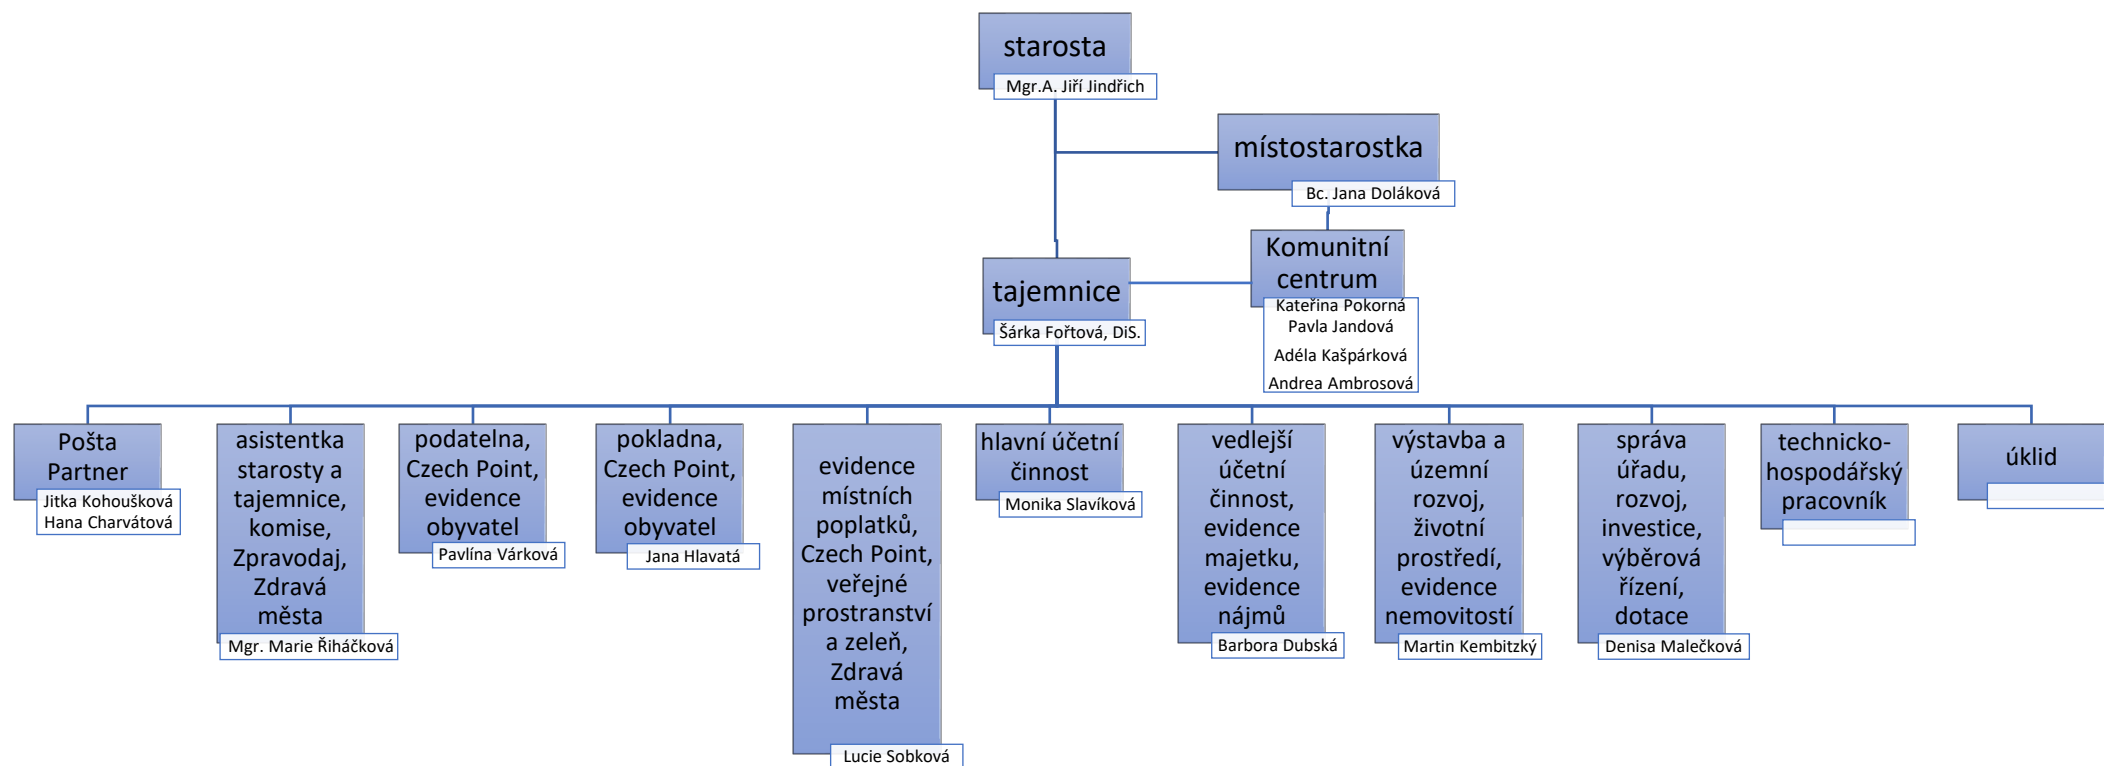 starosta
Mgr.A. Jiří Jindřich
místostarostka
Bc. Jana Doláková
Komunitní
centrum
Kateřina Pokorná
Pavla Jandová
Adéla Kašpárková
Andrea Ambrosová
tajemnice
Šárka Fořtová, DiS.
Pošta
Partner
Jitka Kohoušková
Hana Charvátová
asistentka
starosty a
tajemnice,
komise,
Zpravodaj,
Zdravá
města
Mgr. Marie Řiháčková
podatelna,
Czech Point,
evidence
obyvatel
Pavlína Várková
pokladna,
Czech Point,
evidence
obyvatel
Jana Hlavatá
evidence
místních
poplatků,
Czech Point,
veřejné
prostranství
a zeleň,
Zdravá
města
Lucie Sobková
hlavní účetní
činnost
Monika Slavíková
vedlejší
účetní
činnost,
evidence
majetku,
evidence
nájmů
Barbora Dubská
výstavba a
územní
rozvoj,
životní
prostředí,
evidence
nemovitostí
Martin Kembitzký
správa
úřadu,
rozvoj,
investice,
výběrová
řízení,
dotace
Denisa Malečková
technicko-
hospodářský
pracovník
úklid